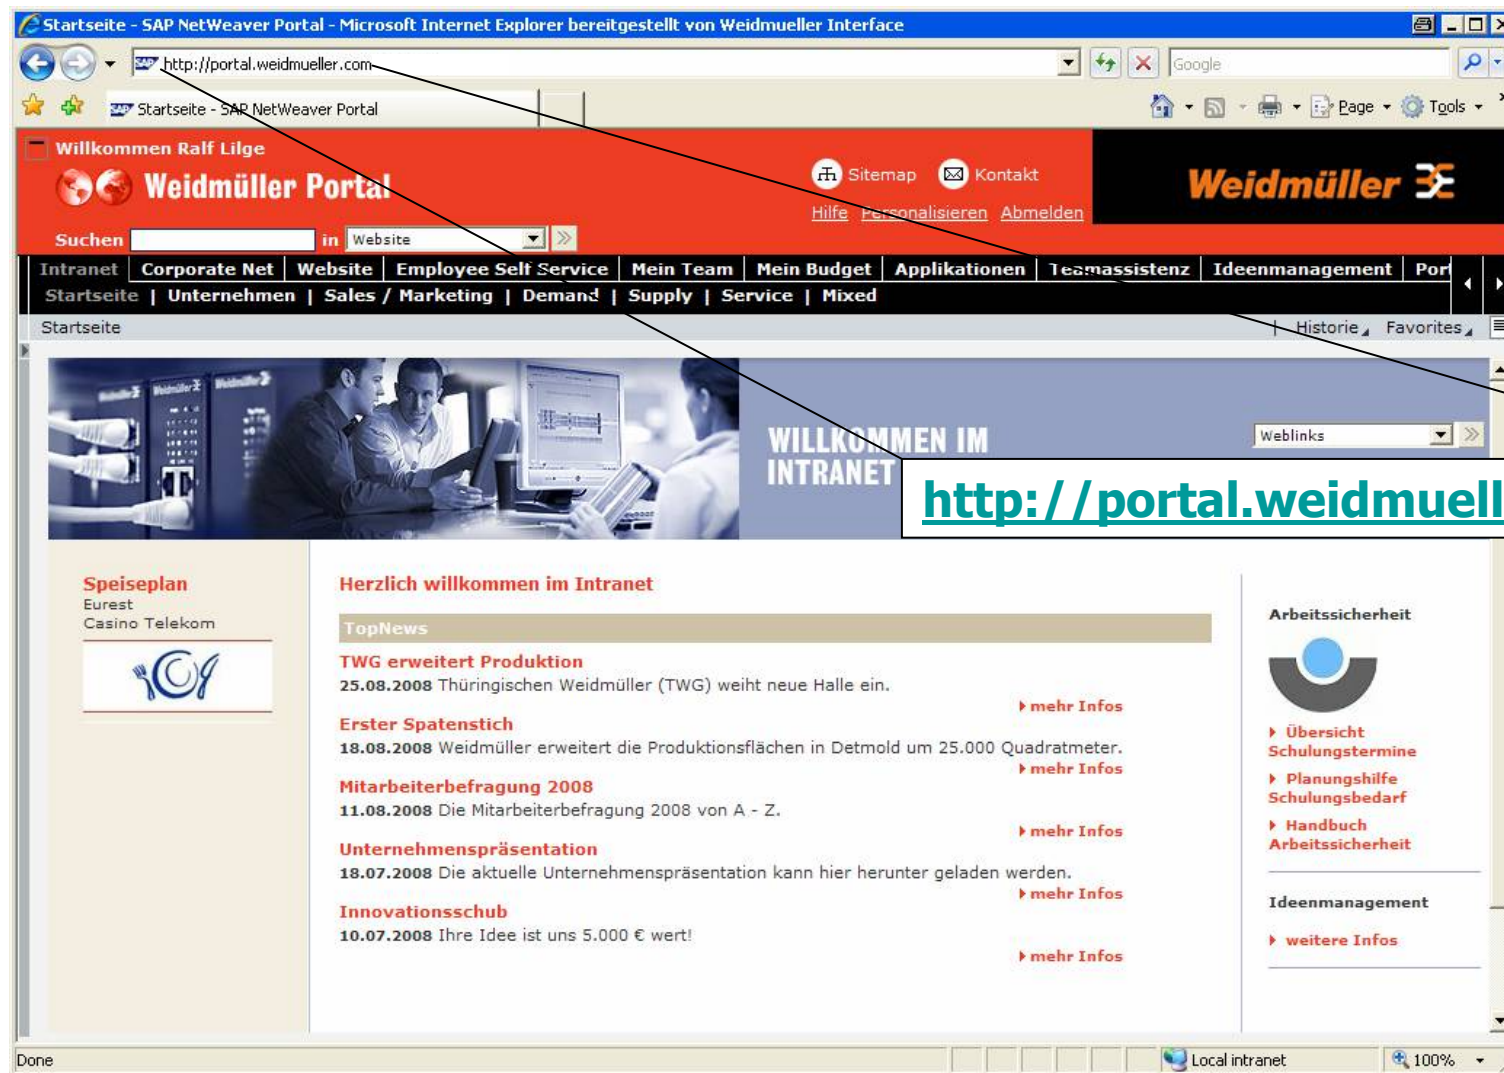 Startseite - SAP NetWeaver Portal - Microsoft Internet Explorer bereitgestellt von Weidmueller Interface
http://portal.weidmueller.com
Google
Startseite - SAP NetWeaver Portal
Page
Tools
Willkommen Ralf Lilge
Weidmüller Portal
Sitemap Kontakt
Hilfe Personalisieren Abmelden
Weidmüller
Suchen in Website
Intranet Corporate Net Website Employee Self Service Mein Team Mein Budget Applikationen Teamassistenz Ideenmanagement Port
Startseite | Unternehmen | Sales / Marketing | Demand | Supply | Service | Mixed
Startseite
| Historie Favorites
Weidmüller Weidmüller
WILLKOMMEN IM
INTRANET
Weblinks
http://portal.weidmuell
Speiseplan
Eurest
Casino Telekom
Herzlich willkommen im Intranet
TopNews
TWG erweitert Produktion
25.08.2008 Thüringischen Weidmüller (TWG) weiht neue Halle ein.
mehr Infos
Erster Spatenstich
18.08.2008 Weidmüller erweitert die Produktionsflächen in Detmold um 25.000 Quadratmeter.
mehr Infos
Mitarbeiterbefragung 2008
11.08.2008 Die Mitarbeiterbefragung 2008 von A - Z.
mehr Infos
Unternehmenspräsentation
18.07.2008 Die aktuelle Unternehmenspräsentation kann hier herunter geladen werden.
mehr Infos
Innovationsschub
10.07.2008 Ihre Idee ist uns 5.000 € wert!
mehr Infos
Arbeitssicherheit
Übersicht
Schulungstermine
Planungshilfe
Schulungsbedarf
Handbuch
Arbeitssicherheit
Ideenmanagement
weitere Infos
Done
Local intranet
100%